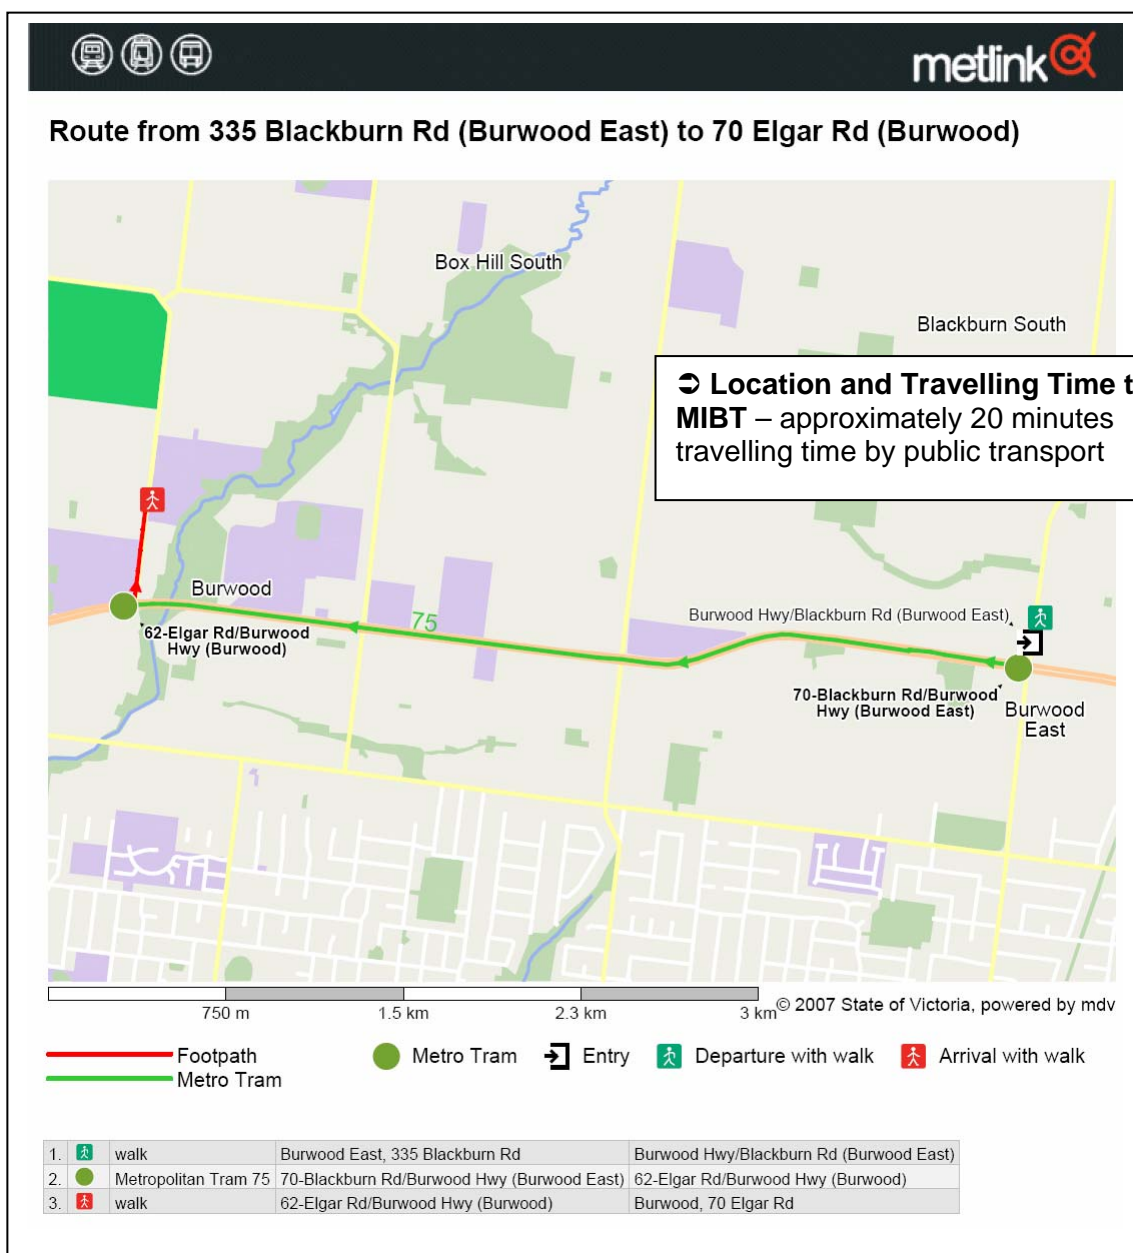 metlink
Route from 335 Blackburn Rd (Burwood East) to 70 Elgar Rd (Burwood)
Box Hill South
Blackburn South
➲ Location and Travelling Time t
MIBT – approximately 20 minutes
travelling time by public transport
Burwood
75
Burwood Hwy/Blackburn Rd (Burwood East)
62-Elgar Rd/Burwood
Hwy (Burwood)
70-Blackburn Rd/Burwood
Hwy (Burwood East)
Burwood
East
750 m 1.5 km 2.3 km 3 km
© 2007 State of Victoria, powered by mdv
Footpath
Metro Tram
Metro Tram Entry Departure with walk Arrival with walk
1. walk Burwood East, 335 Blackburn Rd Burwood Hwy/Blackburn Rd (Burwood East)
2. Metropolitan Tram 75 70-Blackburn Rd/Burwood Hwy (Burwood East) 62-Elgar Rd/Burwood Hwy (Burwood)
3. walk 62-Elgar Rd/Burwood Hwy (Burwood) Burwood, 70 Elgar Rd